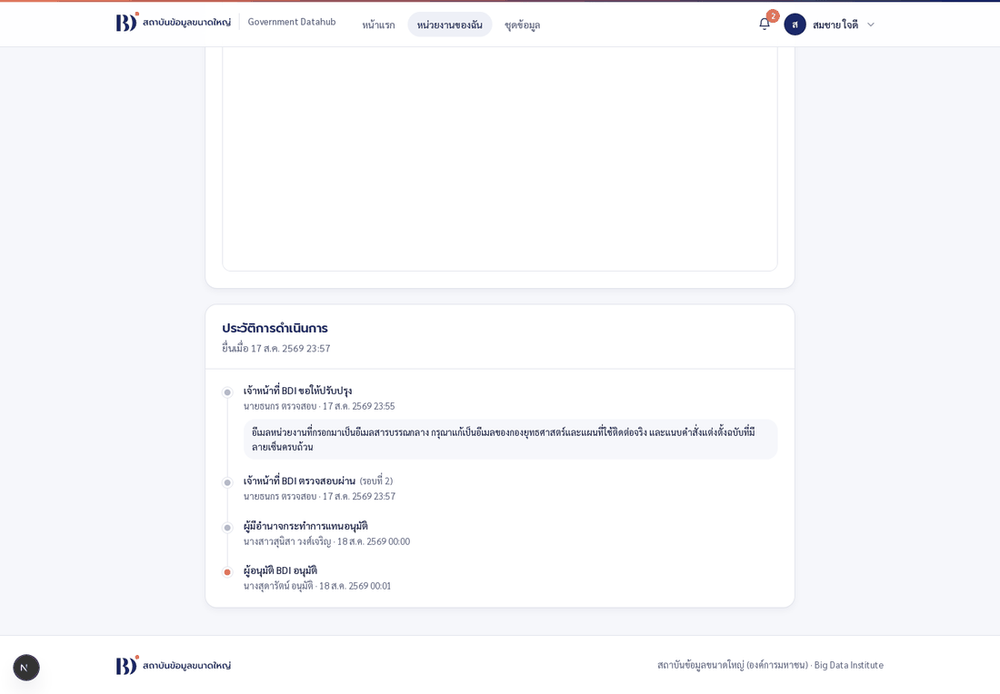 สถาบันข้อมูลขนาดใหญ่ Government Datahub หน้าแรก หน่วยงานของฉัน ชุดข้อมูล 2 ส สมชาย ใจดี
ประวัติการดำเนินการ
ยื่นเมื่อ 17 ส.ค. 2569 23:57
เจ้าหน้าที่ BDI ขอให้ปรับปรุง
นายธนกร ตรวจสอบ · 17 ส.ค. 2569 23:55
อีเมลหน่วยงานที่กรอกมาเป็นอีเมลสารบรรณกลาง กรุณาแก้เป็นอีเมลของกองยุทธศาสตร์และแผนที่ใช้ติดต่อจริง และแนบคำสั่งแต่งตั้งฉบับที่มี
ลายเซ็นครบถ้วน
เจ้าหน้าที่ BDI ตรวจสอบผ่าน (รอบที่ 2)
นายธนกร ตรวจสอบ · 17 ส.ค. 2569 23:57
ผู้มีอำนาจกระทำการแทนอนุมัติ
นางสาวสุนิสา วงศ์เจริญ · 18 ส.ค. 2569 00:00
ผู้อนุมัติ BDI อนุมัติ
นางสุดารัตน์ อนุมัติ · 18 ส.ค. 2569 00:01
N BD สถาบันข้อมูลขนาดใหญ่ สถาบันข้อมูลขนาดใหญ่ (องค์การมหาชน) · Big Data Institute